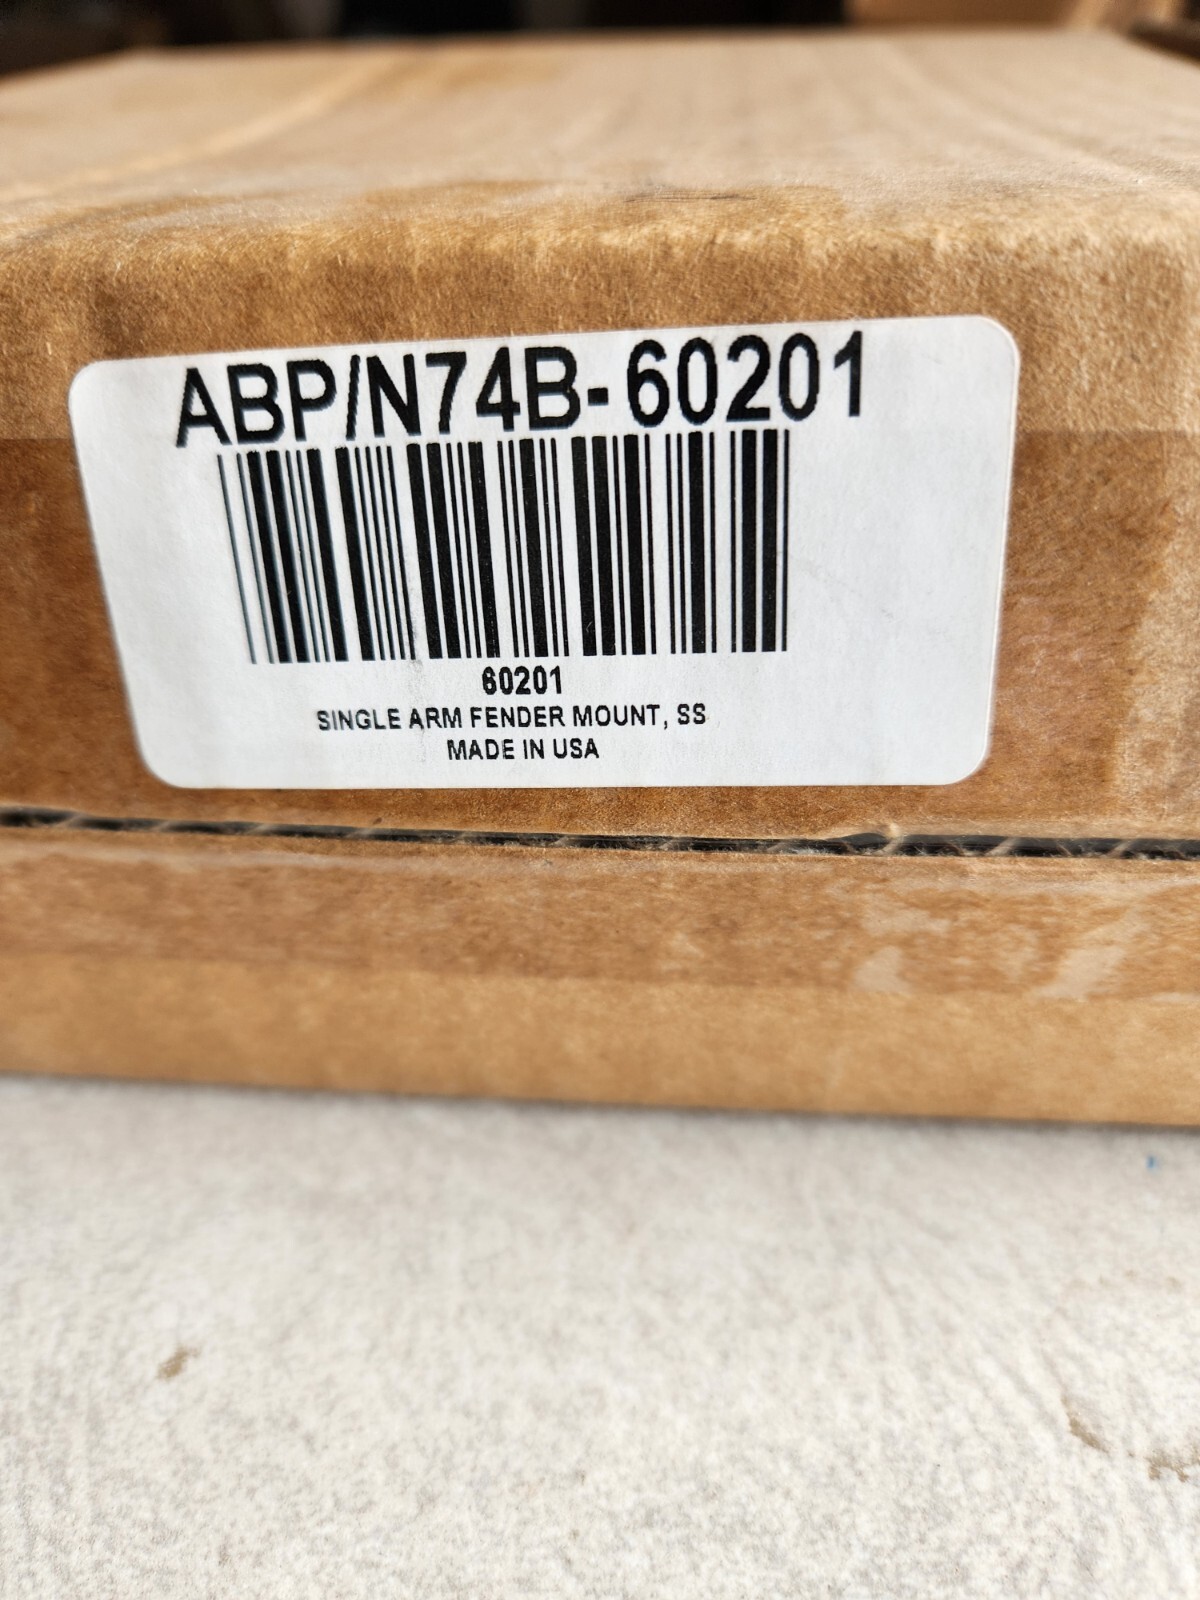 ABP/N74B-60201
60201
SINGLE ARM FENDER MOUNT, SS
MADE IN USA